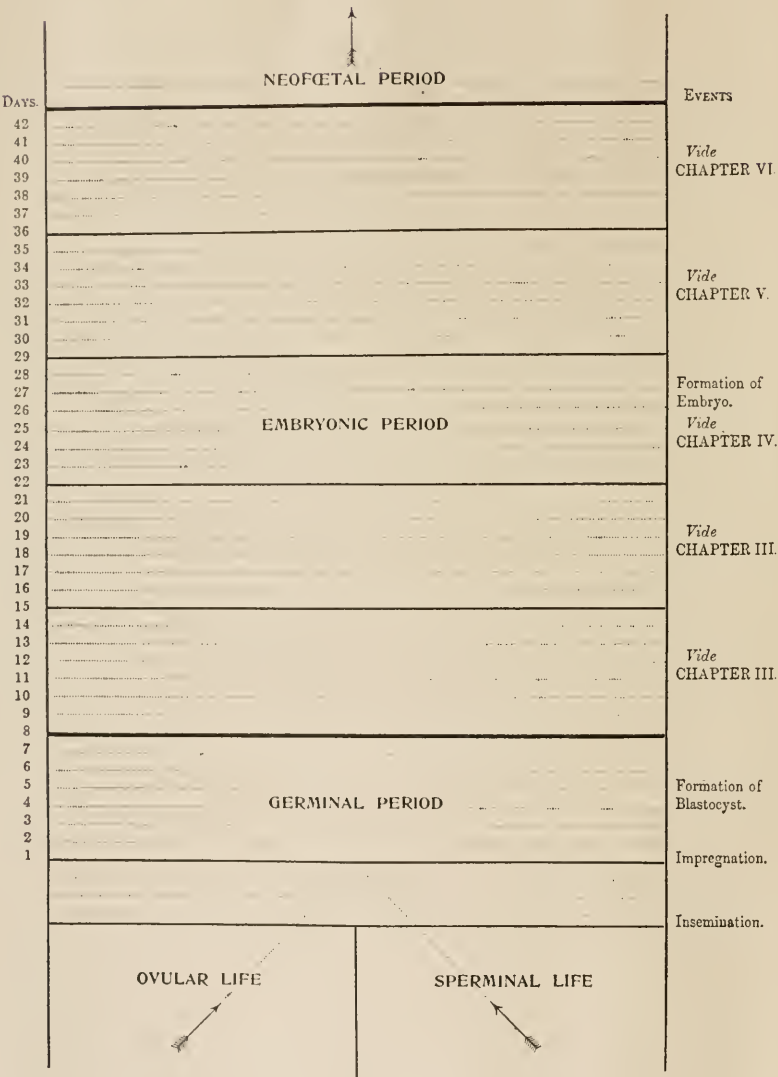 NEOFŒTAL PERIOD
DAYS.
EVENTS
42
41
40
39
38
37
36
Vide
CHAPTER VI.
35
34
33
32
31
30
29
Vide
CHAPTER V.
28
27
26
25
24
23
22
EMBRYONIC PERIOD
Formation of
Embryo.
Vide
CHAPTER IV.
21
20
19
18
17
16
15
Vide
CHAPTER III.
14
13
12
11
10
9
8
Vide
CHAPTER III.
7
6
5
4
3
2
1
GERMINAL PERIOD
Formation of
Blastocyst.
Impregnation.
Insemination.
OVULAR LIFE
SPERMINAL LIFE